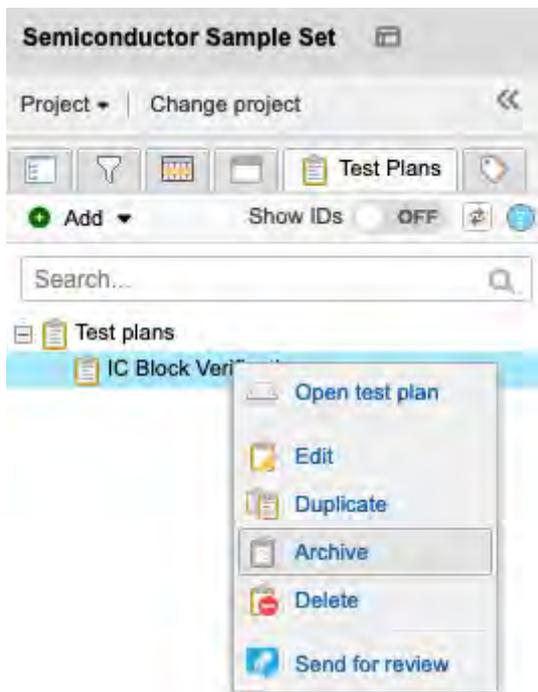 Semiconductor Sample Set
Project Change project
Test Plans
Add Show IDs OFF
Search...
Test plans
IC Block
Open test plan
Edit
Duplicate
Archive
Delete
Send for review